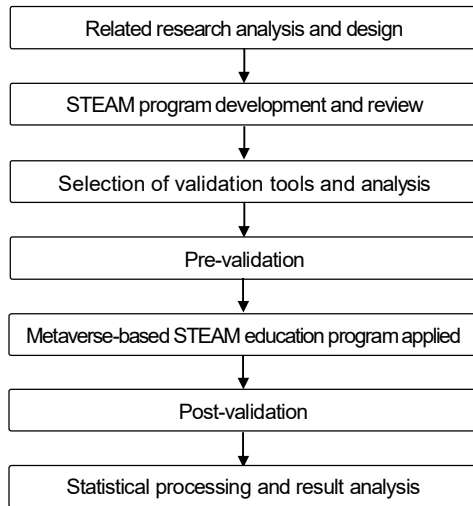 Related research analysis and design
STEAM program development and review
Selection of validation tools and analysis
Pre-validation
Metaverse-based STEAM education program applied
Post-validation
Statistical processing and result analysis